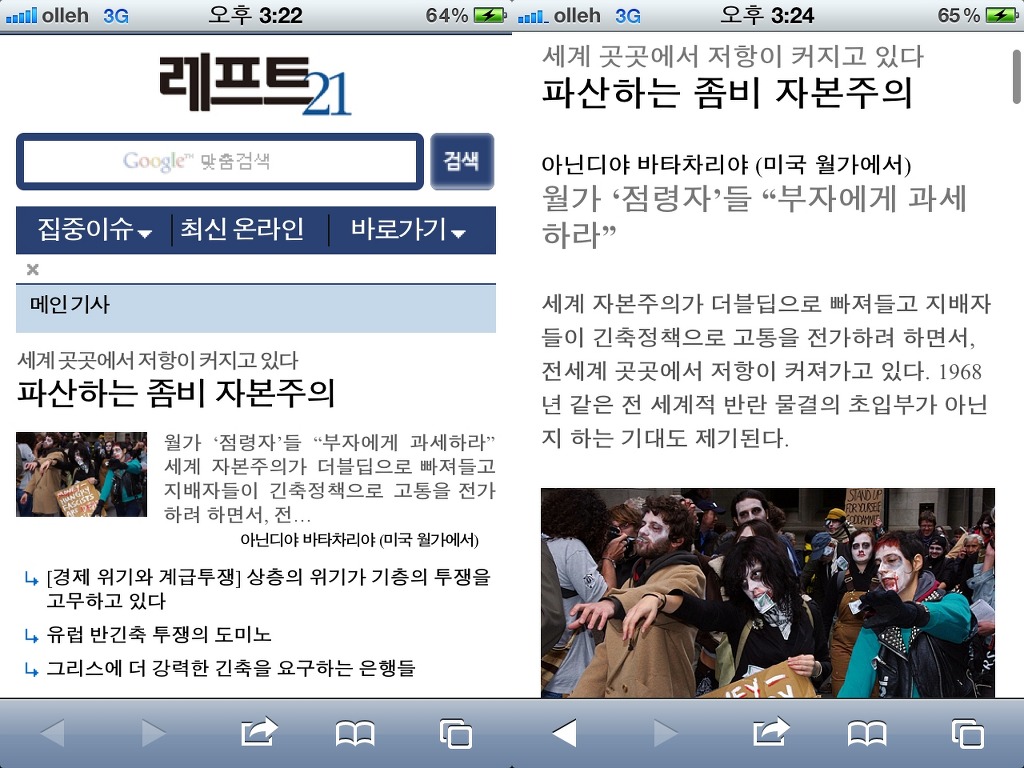 olleh 3G 오후 3:22 64%
레프트21
Google™ 맞춤검색
검색
집중이슈 최신 온라인 바로가기
×
메인 기사
세계 곳곳에서 저항이 커지고 있다
파산하는 좀비 자본주의
월가 ‘점령자’들 “부자에게 과세하라”
세계 자본주의가 더블딥으로 빠져들고
지배자들이 긴축정책으로 고통을 전가
하려 하면서, 전…
아닌디야 바타차리야 (미국 월가에서)
[경제 위기와 계급투쟁] 상층의 위기가 기층의 투쟁을
고무하고 있다
유럽 반긴축 투쟁의 도미노
그리스에 더 강력한 긴축을 요구하는 은행들
olleh 3G 오후 3:24 65%
세계 곳곳에서 저항이 커지고 있다
파산하는 좀비 자본주의
아닌디야 바타차리야 (미국 월가에서)
월가 ‘점령자’들 “부자에게 과세
하라”
세계 자본주의가 더블딥으로 빠져들고 지배자
들이 긴축정책으로 고통을 전가하려 하면서,
전세계 곳곳에서 저항이 커져가고 있다. 1968
년 같은 전 세계적 반란 물결의 초입부가 아닌
지 하는 기대도 제기된다.
STAND UP
FOR YOURSELF
GODDAMMIT